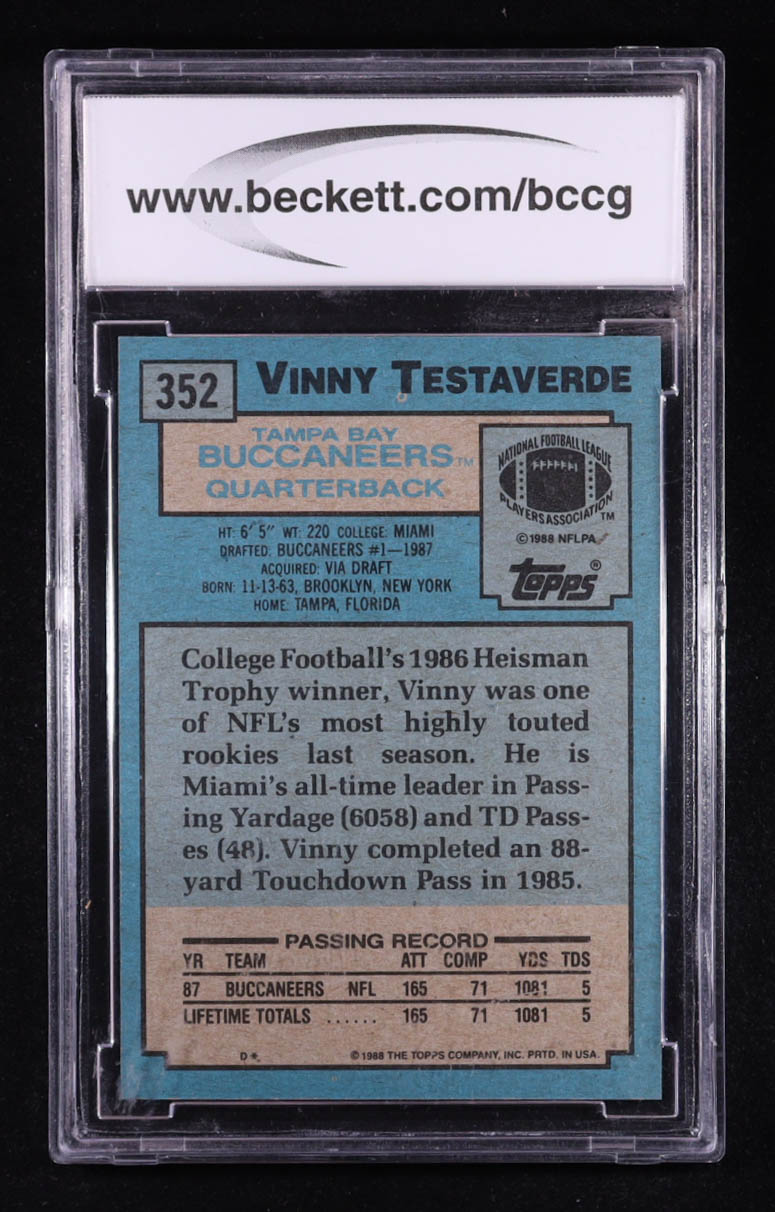 www.beckett.com/bccg
352
VINNY TESTAVERDE
TAMPA BAY
BUCCANEERS™
QUARTERBACK
NATIONAL FOOTBALL LEAGUE
PLAYERS ASSOCIATION™
©1988 NFLPA
topps®
HT: 6' 5" WT: 220 COLLEGE: MIAMI
DRAFTED: BUCCANEERS #1—1987
ACQUIRED: VIA DRAFT
BORN: 11-13-63, BROOKLYN, NEW YORK
HOME: TAMPA, FLORIDA
College Football's 1986 Heisman
Trophy winner, Vinny was one
of NFL's most highly touted
rookies last season. He is
Miami's all-time leader in Pass-
ing Yardage (6058) and TD Pass-
es (48). Vinny completed an 88-
yard Touchdown Pass in 1985.
PASSING RECORD
YR TEAM ATT COMP YDS TDS
87 BUCCANEERS NFL 165 71 1081 5
LIFETIME TOTALS ...... 165 71 1081 5
D* ©1988 THE TOPPS COMPANY, INC. PRTD. IN USA.